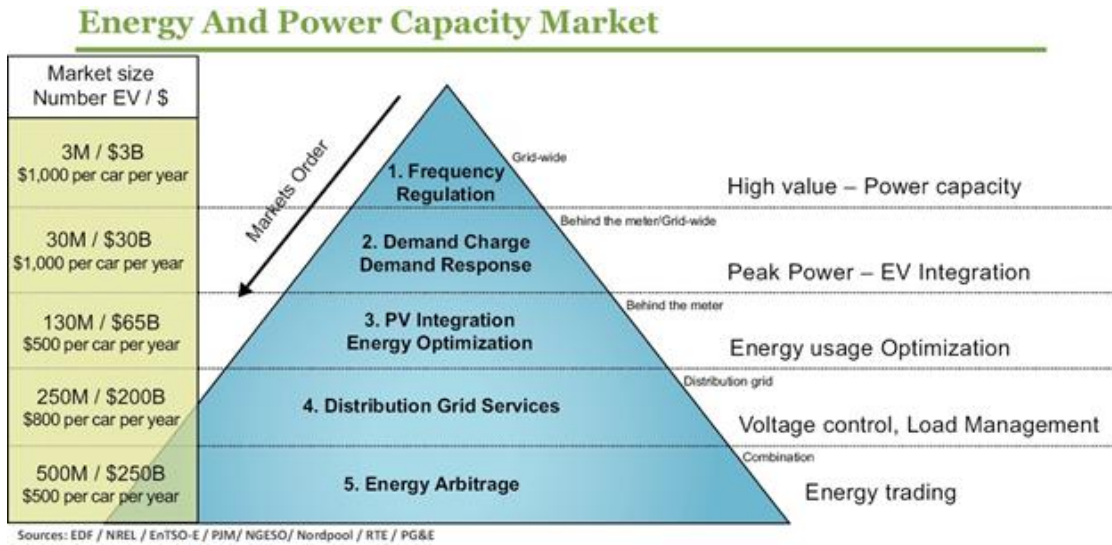 Energy And Power Capacity Market
Market size
Number EV / $
3M / $3B
$1,000 per car per year
30M / $30B
$1,000 per car per year
130M / $65B
$500 per car per year
250M / $200B
$800 per car per year
500M / $250B
$500 per car per year
Markets Order
1. Frequency
Regulation
2. Demand Charge
Demand Response
3. PV Integration
Energy Optimization
4. Distribution Grid Services
5. Energy Arbitrage
Grid-wide
Behind the meter/Grid-wide
Behind the meter
Distribution grid
Combination
High value – Power capacity
Peak Power – EV Integration
Energy usage Optimization
Voltage control, Load Management
Energy trading
Sources: EDF / NREL / EnTSO-E / PJM/ NGESO/ Nordpool / RTE / PG&E